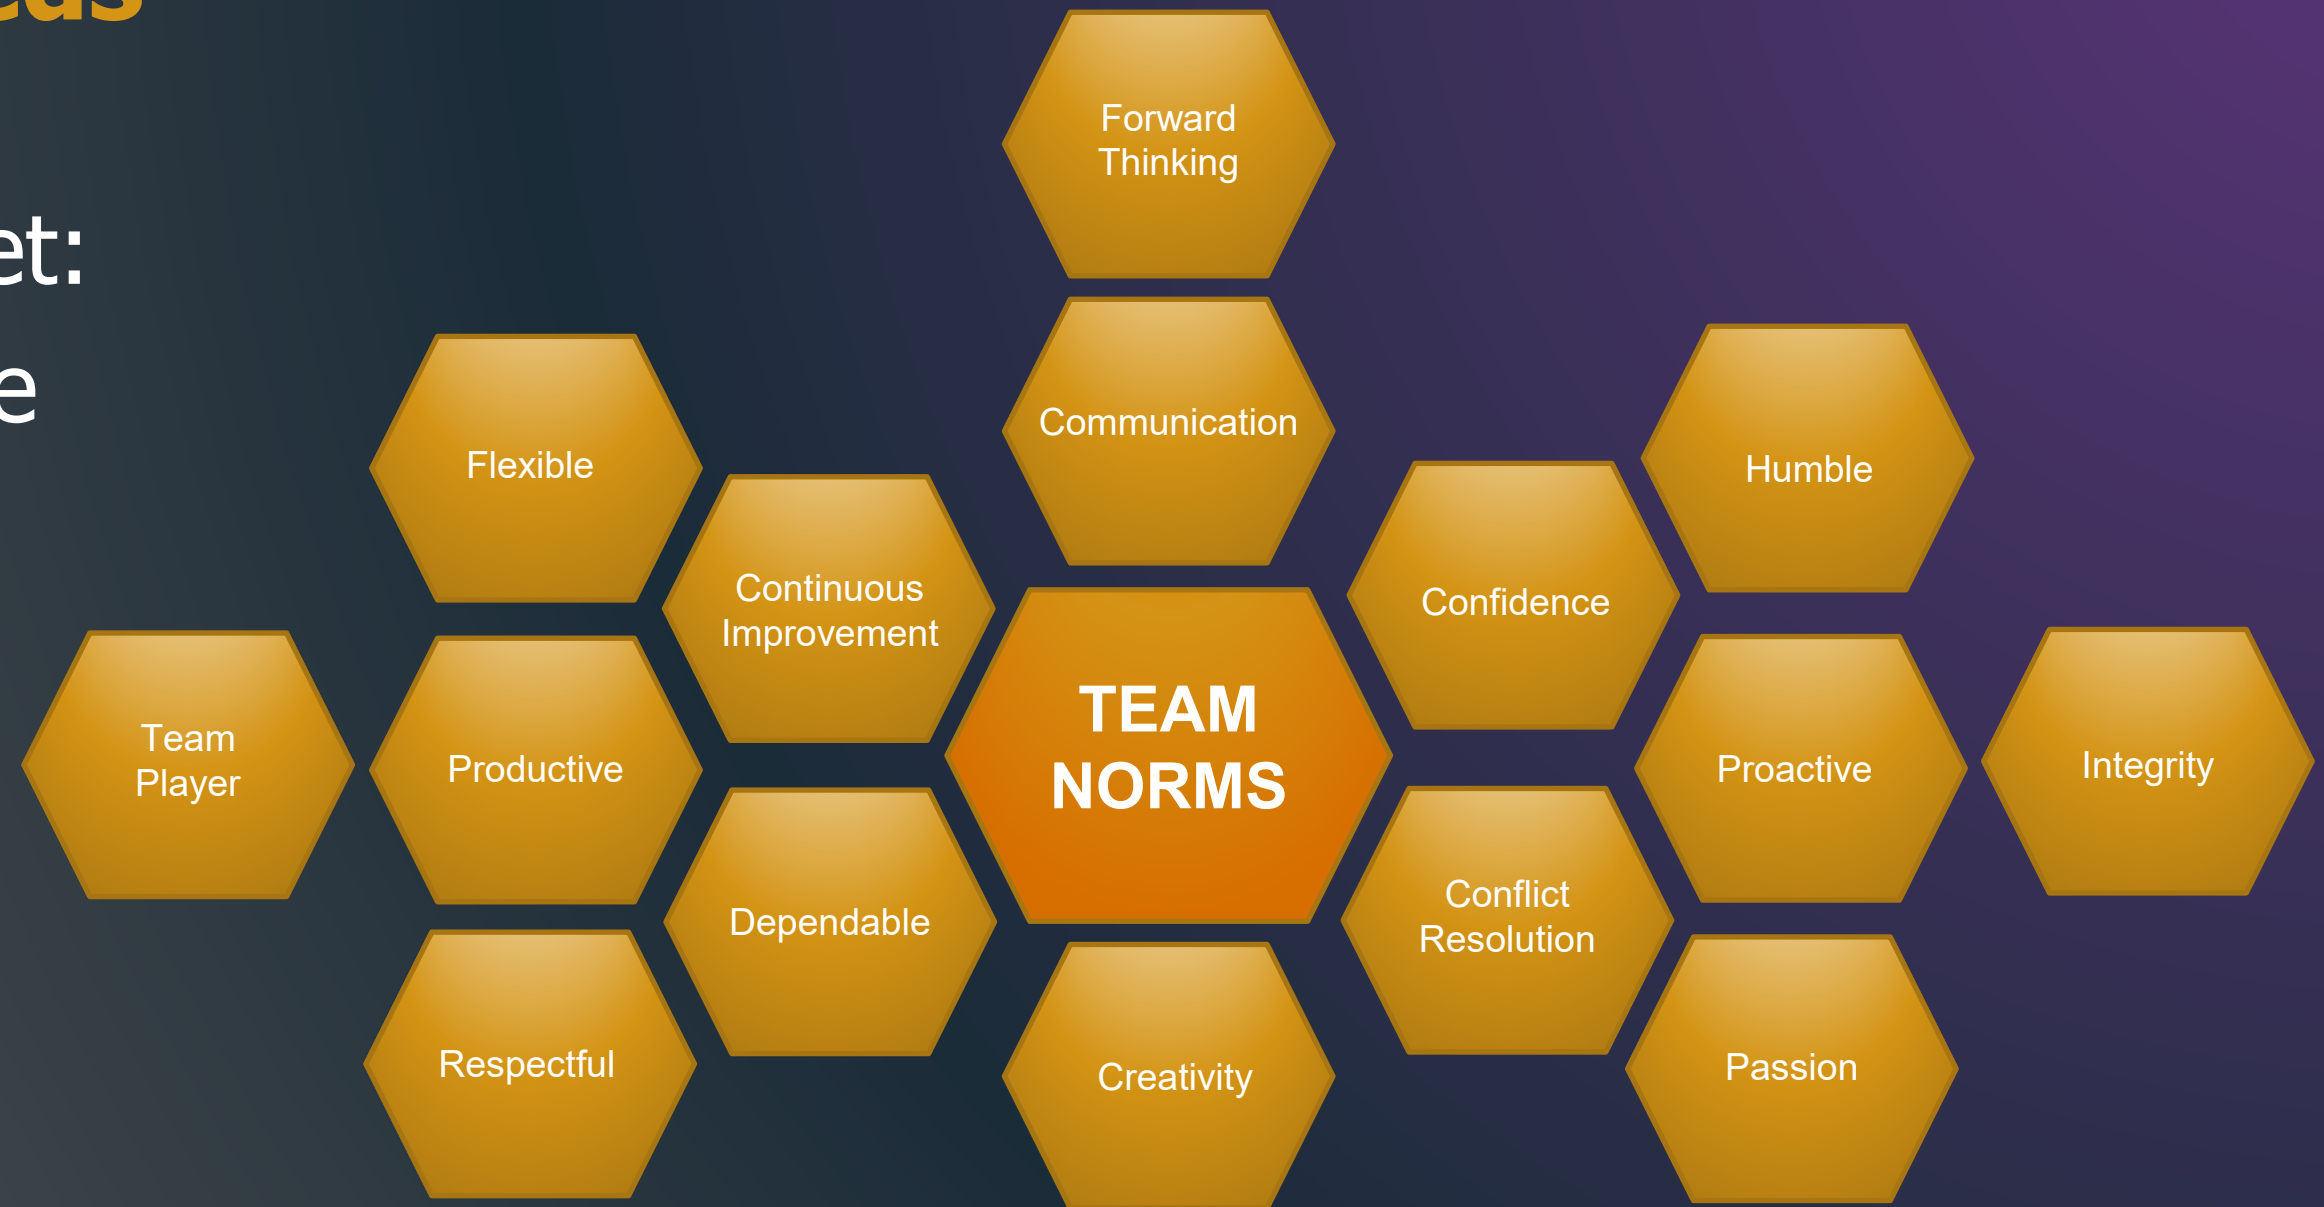 Forward
Thinking
et:
e
Communication
Flexible
Humble
Continuous
Improvement
Confidence
TEAM
NORMS
Team
Player
Productive
Proactive
Integrity
Dependable
Conflict
Resolution
Respectful
Creativity
Passion